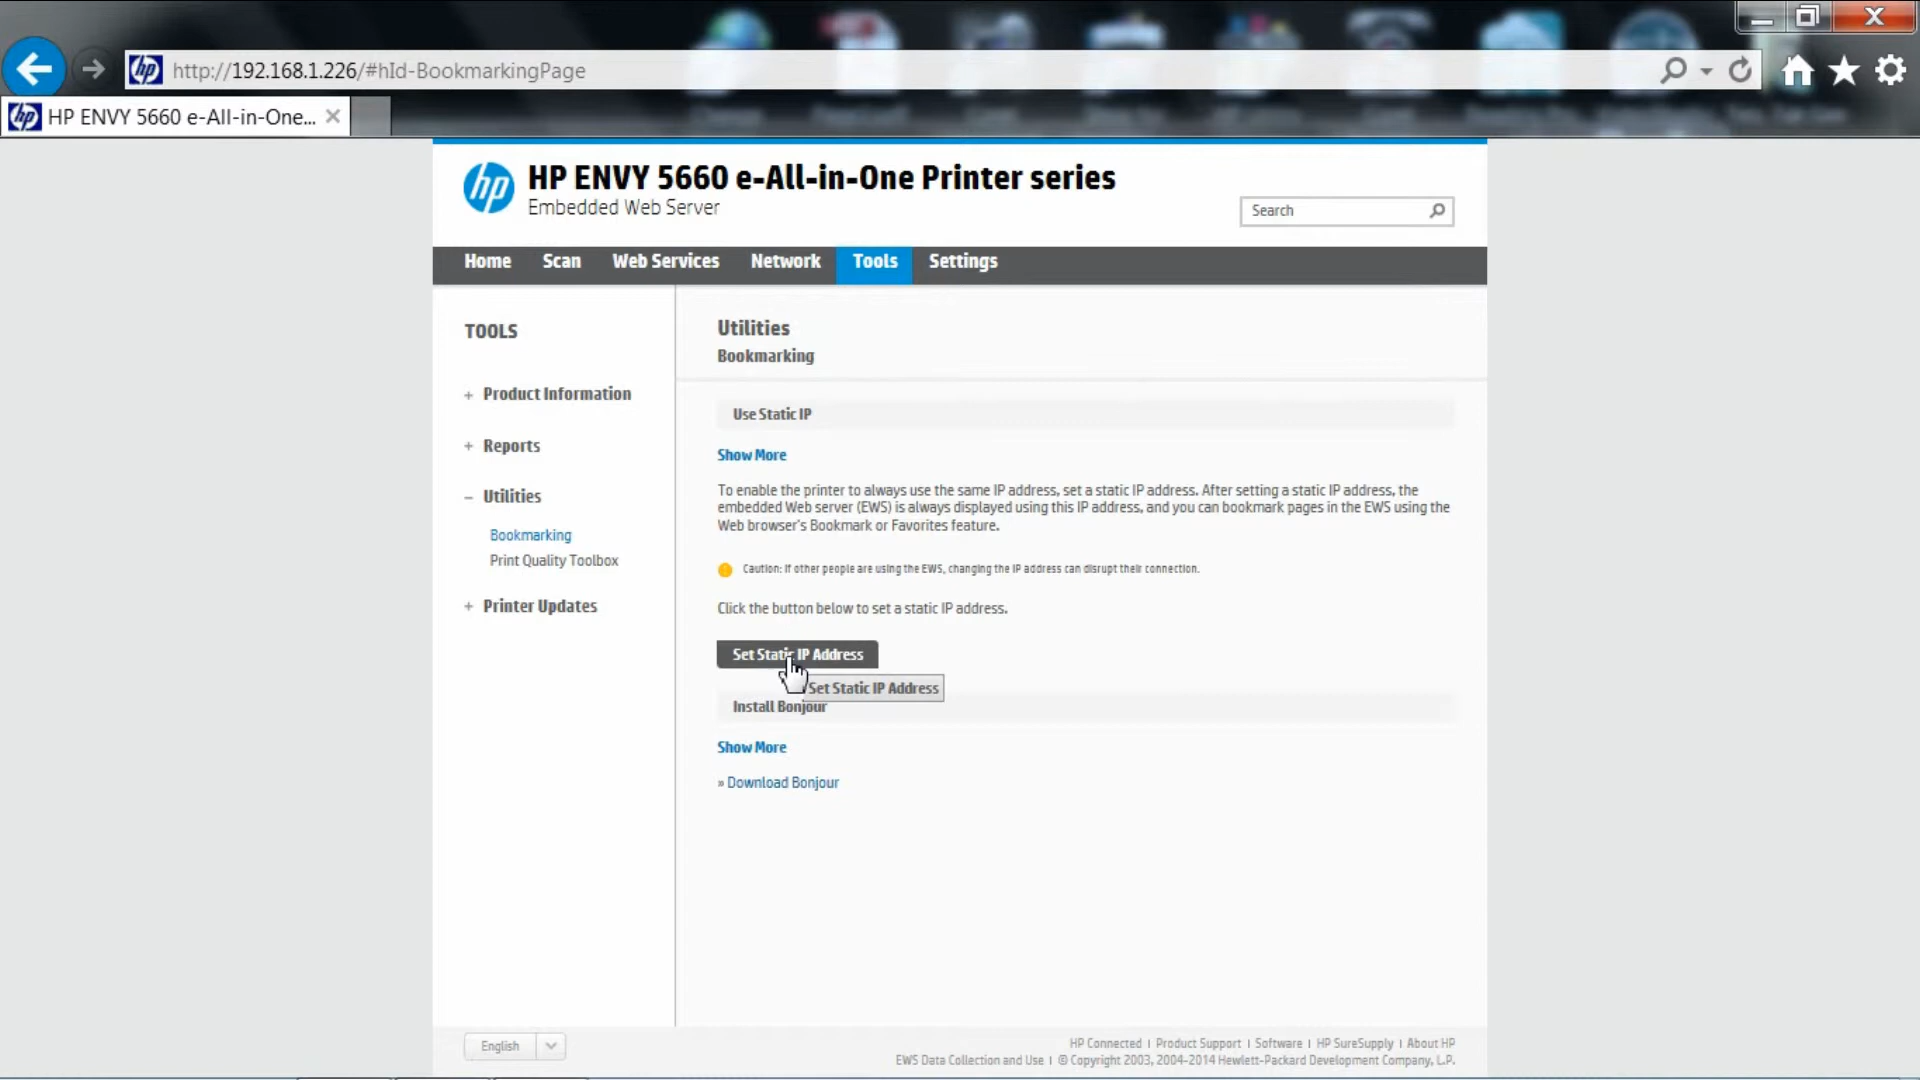 http://192.168.1.226/#hId-BookmarkingPage
HP ENVY 5660 e-All-in-One...
HP ENVY 5660 e-All-in-One Printer series
Embedded Web Server
Search
Home Scan Web Services Network Tools Settings
TOOLS
+ Product Information
+ Reports
– Utilities
Bookmarking
Print Quality Toolbox
+ Printer Updates
Utilities
Bookmarking
Use Static IP
Show More
To enable the printer to always use the same IP address, set a static IP address. After setting a static IP address, the
embedded Web server (EWS) is always displayed using this IP address, and you can bookmark pages in the EWS using the
Web browser's Bookmark or Favorites feature.
Caution: If other people are using the EWS, changing the IP address can disrupt their connection.
Click the button below to set a static IP address.
Set Static IP Address
Set Static IP Address
Install Bonjour
Show More
» Download Bonjour
English
HP Connected | Product Support | Software | HP SureSupply | About HP
EWS Data Collection and Use | © Copyright 2003, 2004-2014 Hewlett-Packard Development Company, L.P.